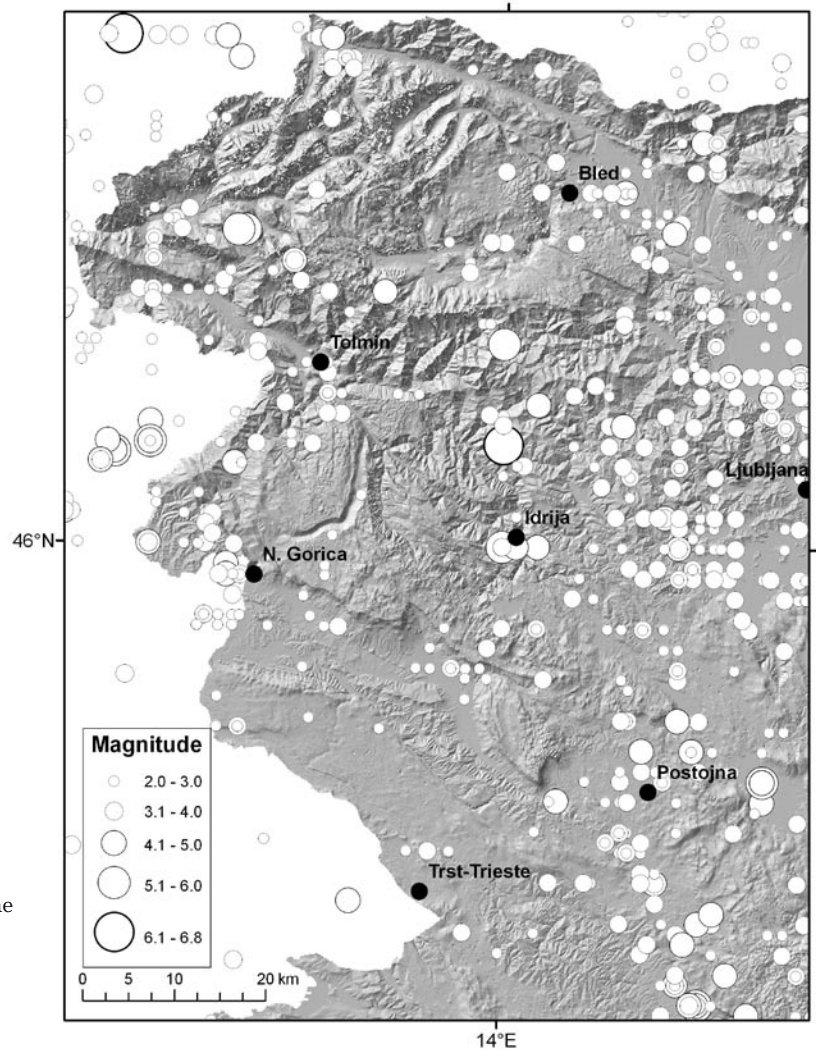 Bled
Tolmin
Ljubljana
Idrija
46°N
N. Gorica
Magnitude
2.0 - 3.0
3.1 - 4.0
4.1 - 5.0
5.1 - 6.0
6.1 - 6.8
Postojna
Trst-Trieste
0 10 20 km
14°E